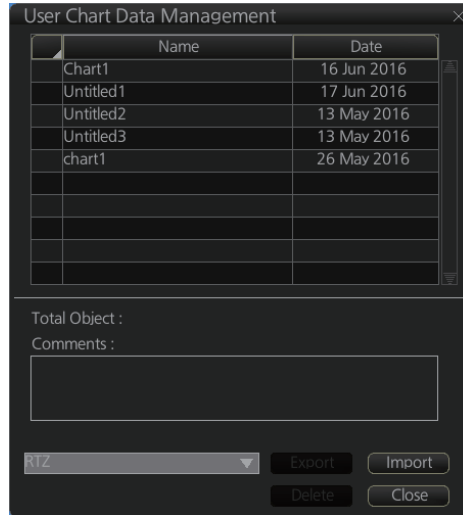 User Chart Data Management
Name Date
Chart1 16 Jun 2016
Untitled1 17 Jun 2016
Untitled2 13 May 2016
Untitled3 13 May 2016
chart1 26 May 2016
Total Object :
Comments :
RTZ Export Import
Delete Close